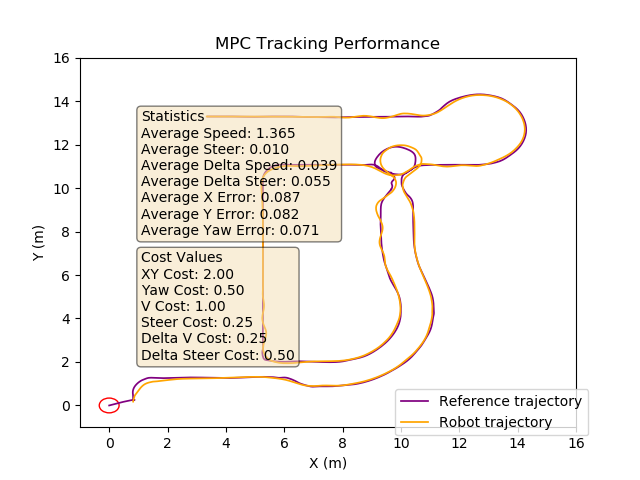 MPC Tracking Performance
Y (m)
16
14
12
10
8
6
4
2
0
Statistics
Average Speed: 1.365
Average Steer: 0.010
Average Delta Speed: 0.039
Average Delta Steer: 0.055
Average X Error: 0.087
Average Y Error: 0.082
Average Yaw Error: 0.071
Cost Values
XY Cost: 2.00
Yaw Cost: 0.50
V Cost: 1.00
Steer Cost: 0.25
Delta V Cost: 0.25
Delta Steer Cost: 0.50
Reference trajectory
Robot trajectory
0 2 4 6 8 10 12 14 16
X (m)